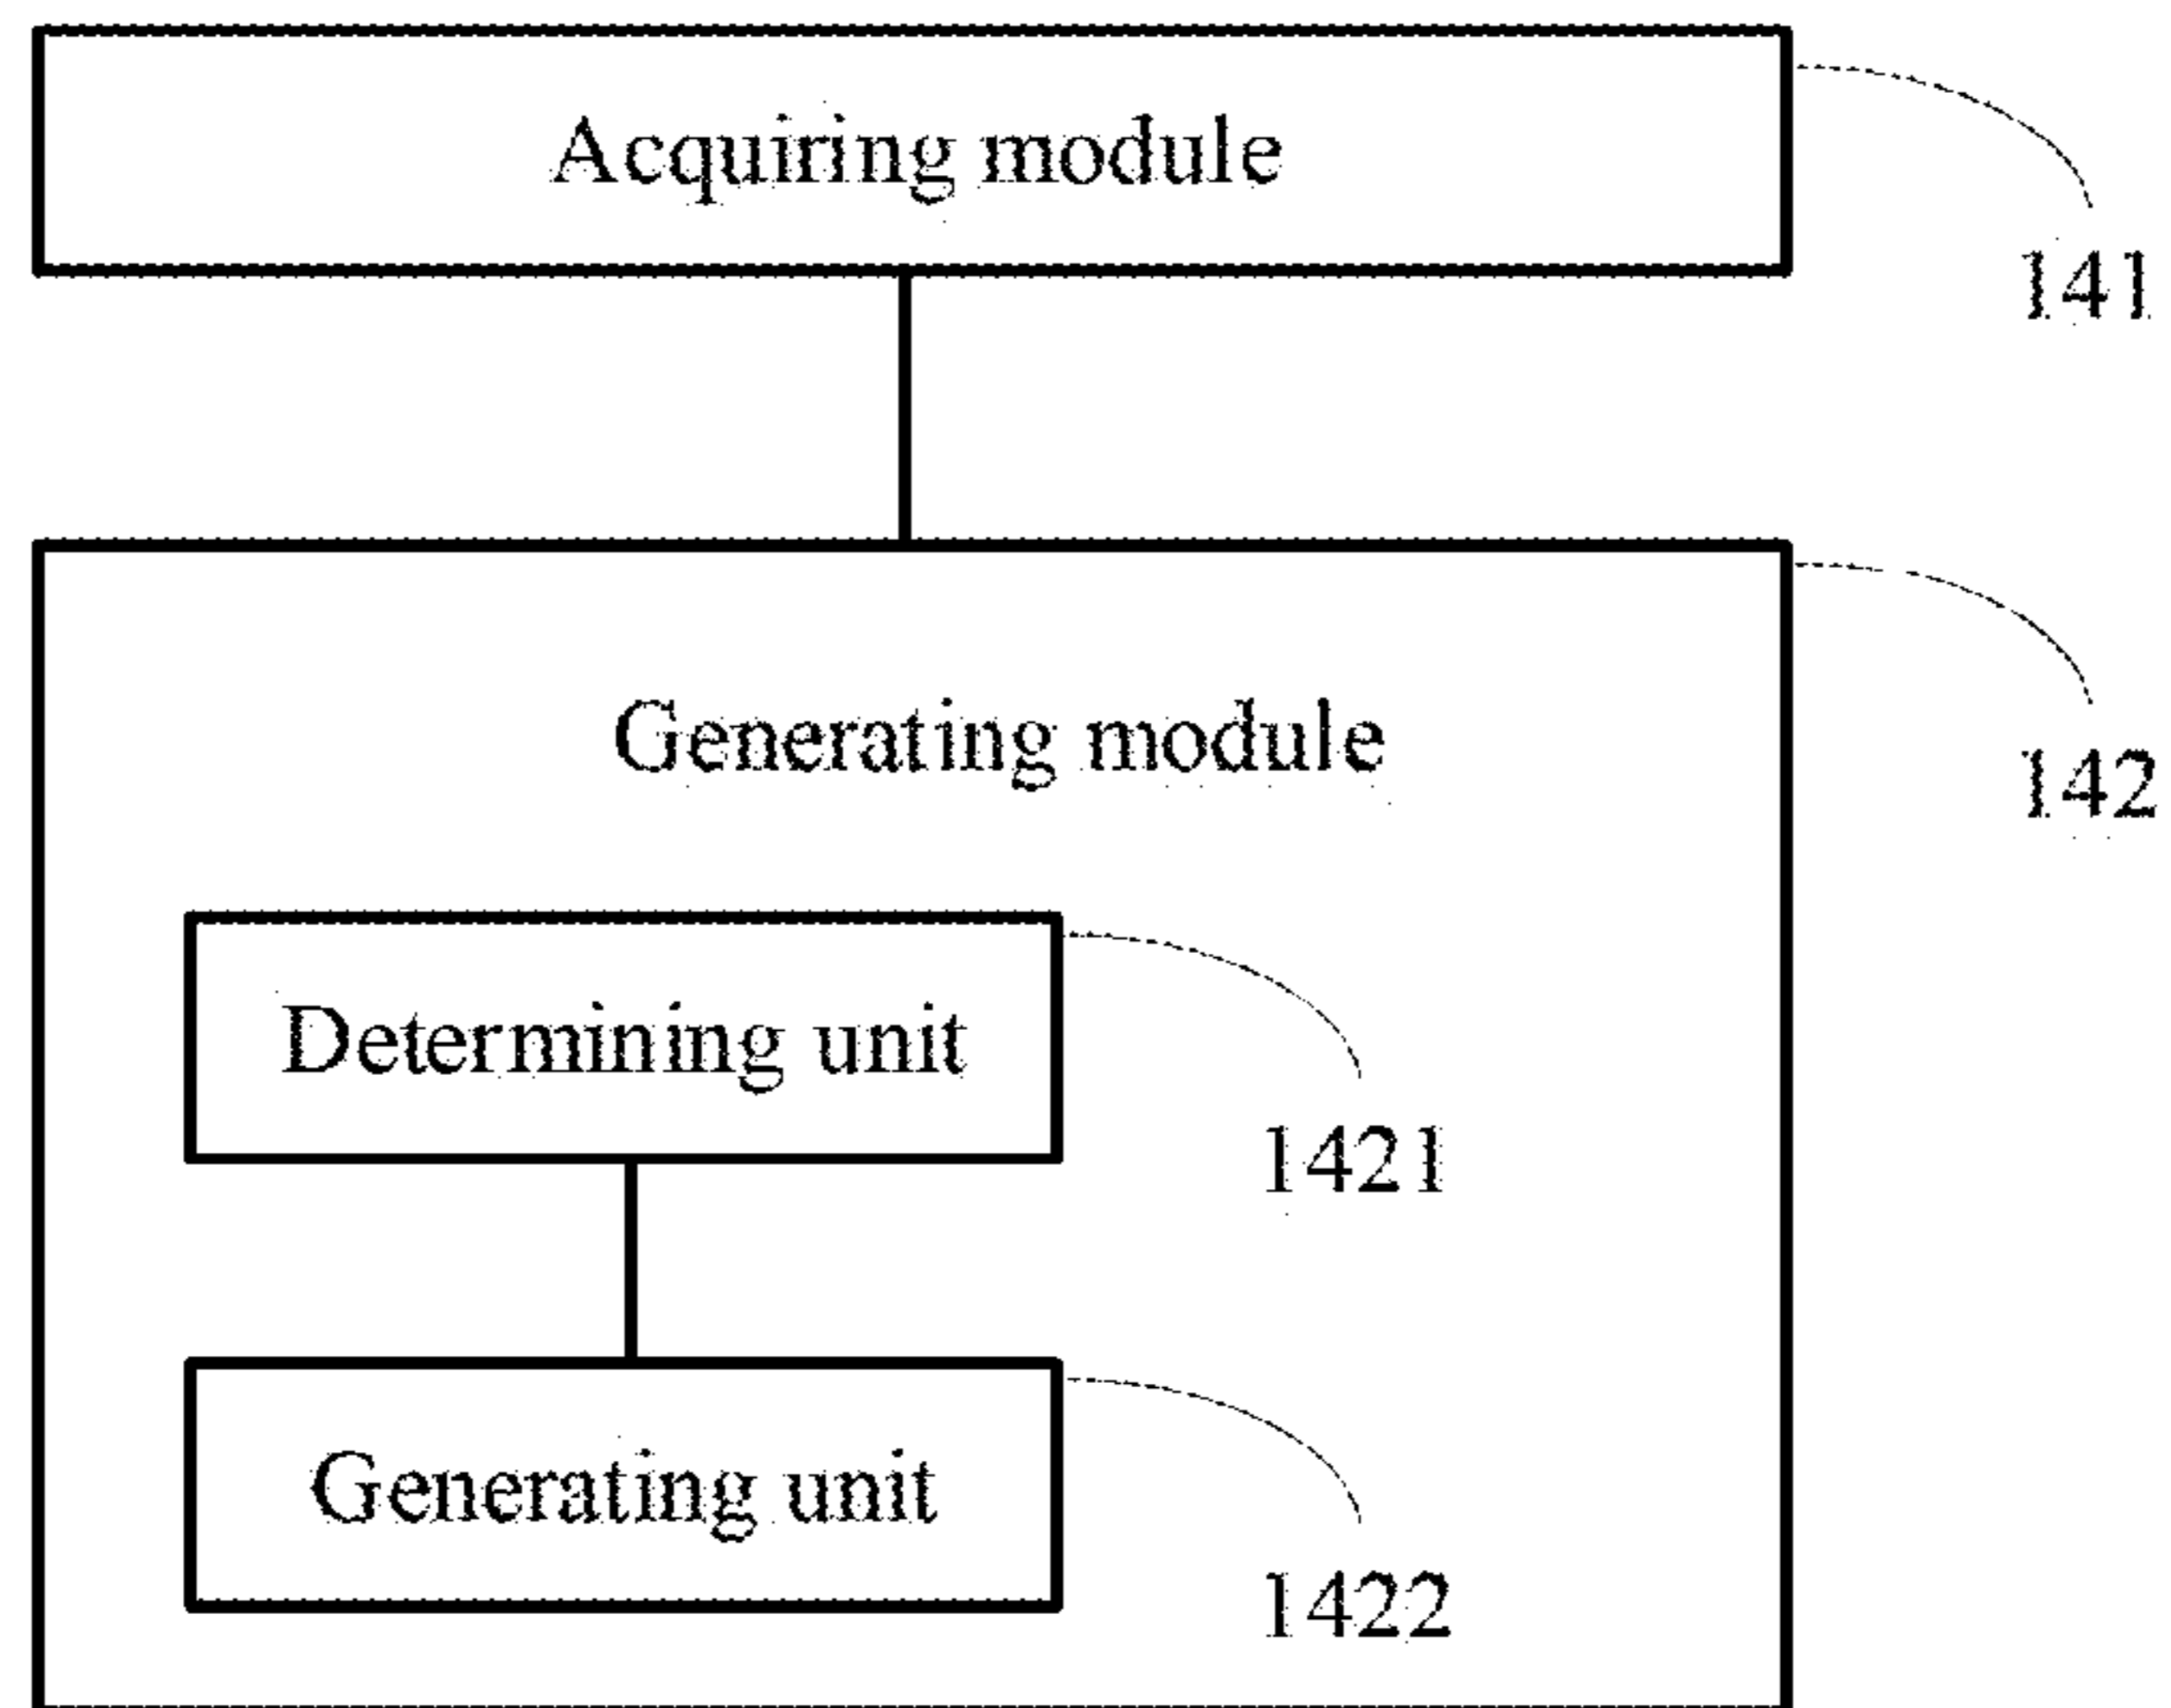 Acquiring module
141
Generating module
142
Determining unit
1421
Generating unit
1422